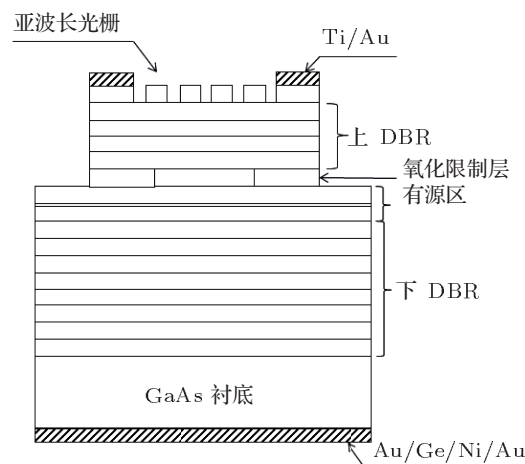 亚波长光栅
Ti/Au
上 DBR
氧化限制层
有源区
下 DBR
GaAs 衬底
Au/Ge/Ni/Au